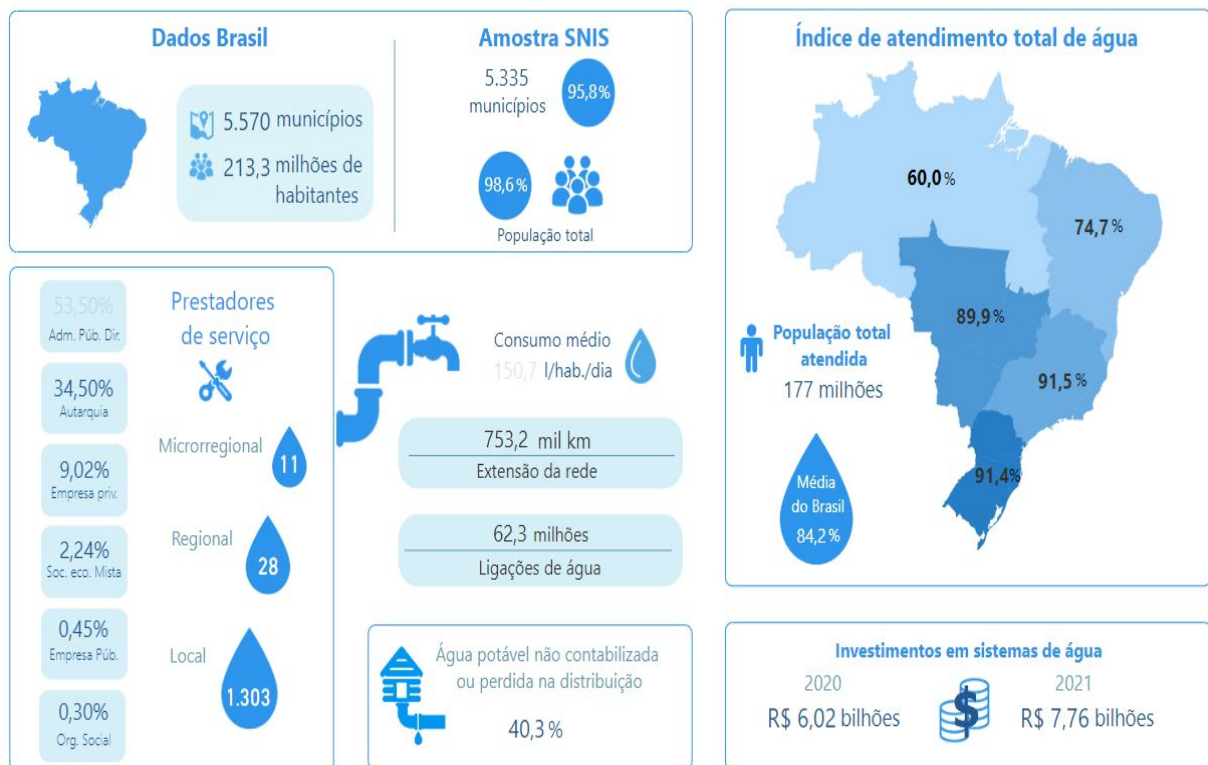 Dados Brasil
5.570 municípios
213,3 milhões de
habitantes
Amostra SNIS
5.335
municípios
95,8%
98,6%
População total
53,50%
Adm. Púb. Dir.
34,50%
Autarquia
9,02%
Empresa priv.
2,24%
Soc. eco. Mista
0,45%
Empresa Púb.
0,30%
Org. Social
Prestadores
de serviço
Microrregional
11
Regional
28
Local
1.303
Consumo médio
150,7 l/hab./dia
753,2 mil km
Extensão da rede
62,3 milhões
Ligações de água
Água potável não contabilizada
ou perdida na distribuição
40,3%
Índice de atendimento total de água
60,0%
74,7%
89,9%
91,5%
91,4%
População total
atendida
177 milhões
Média
do Brasil
84,2%
Investimentos em sistemas de água
2020
R$ 6,02 bilhões
$
2021
R$ 7,76 bilhões